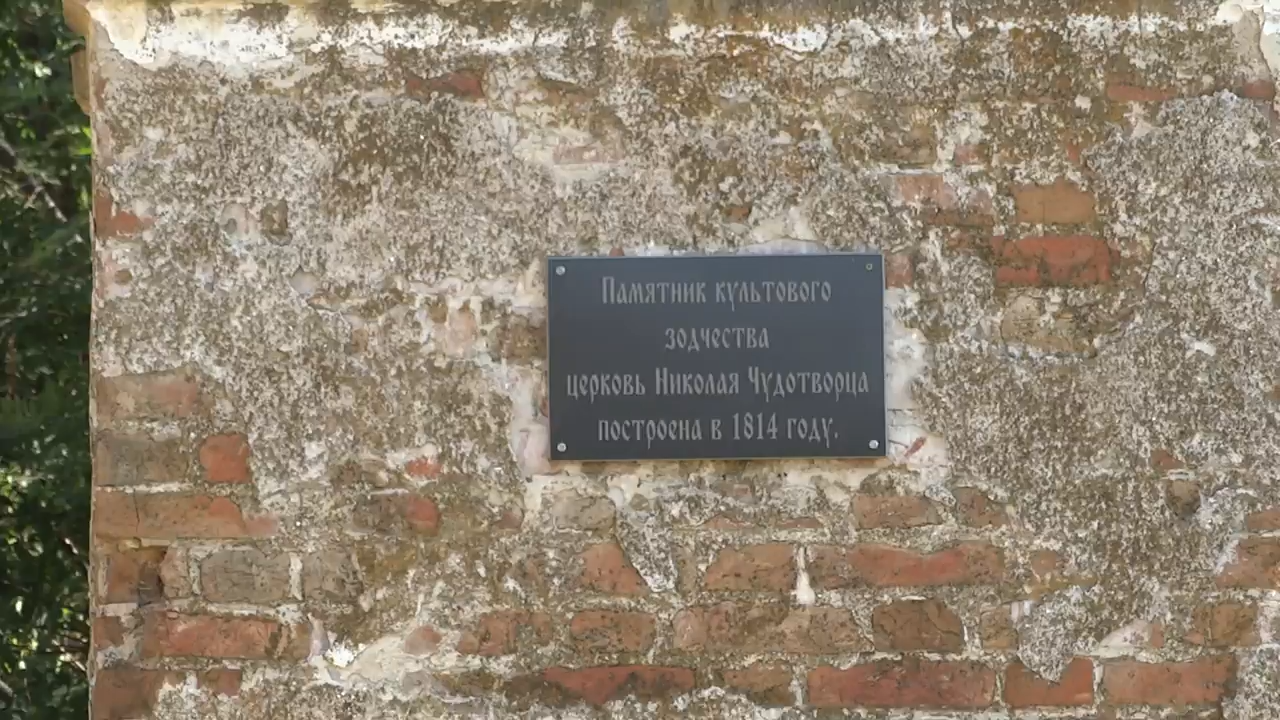 Памятник культового
зодчества
церковь Николая Чудотворца
построена в 1814 году.